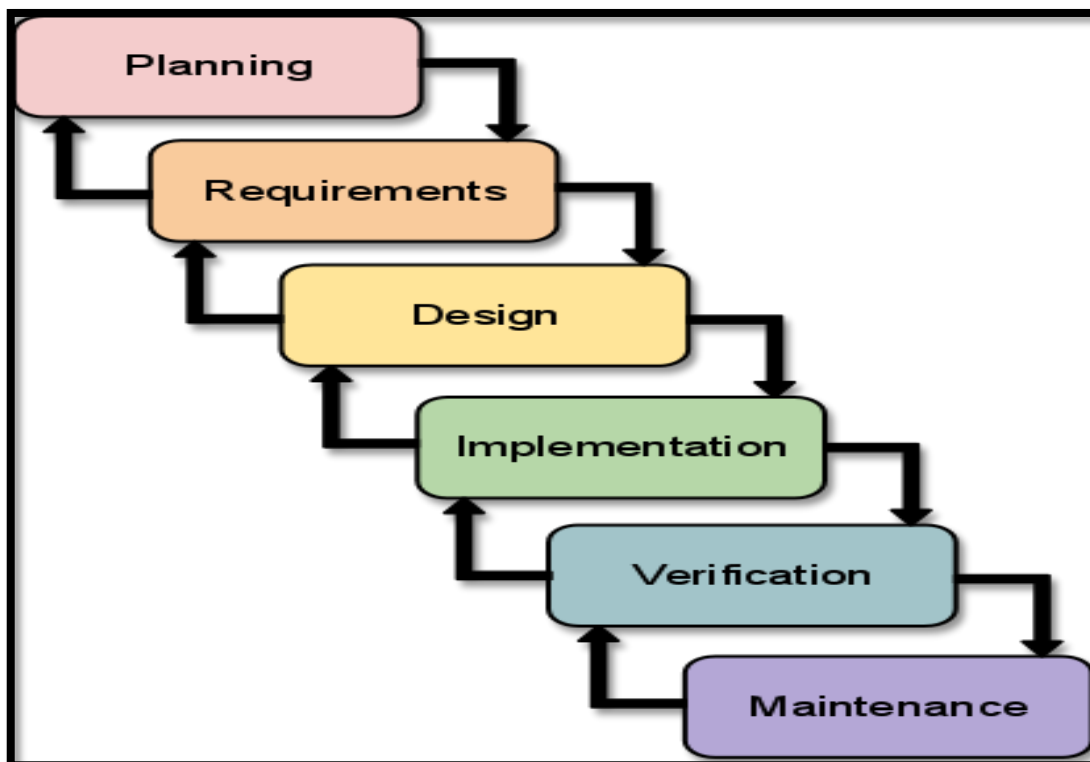 Planning
Requirements
Design
Implementation
Verification
Maintenance